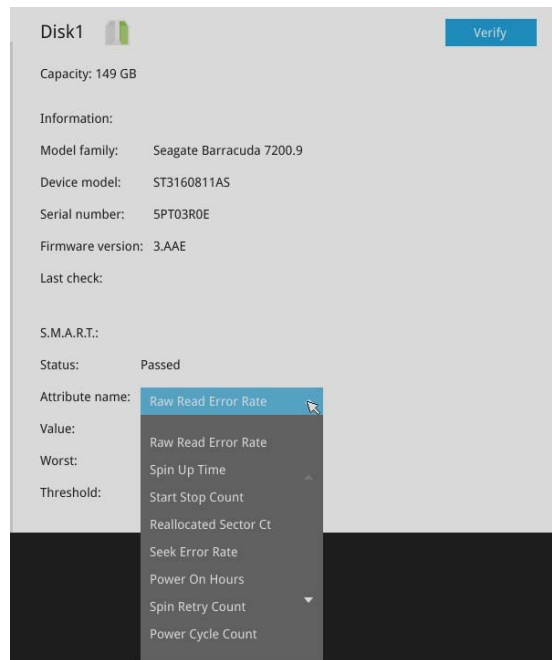 Disk1
Verify
Capacity: 149 GB
Information:
Model family: Seagate Barracuda 7200.9
Device model: ST3160811AS
Serial number: 5PT03R0E
Firmware version: 3.AAE
Last check:
S.M.A.R.T.:
Status: Passed
Attribute name: Raw Read Error Rate
Value:
Worst:
Threshold:
Raw Read Error Rate
Spin Up Time
Start Stop Count
Reallocated Sector Ct
Seek Error Rate
Power On Hours
Spin Retry Count
Power Cycle Count